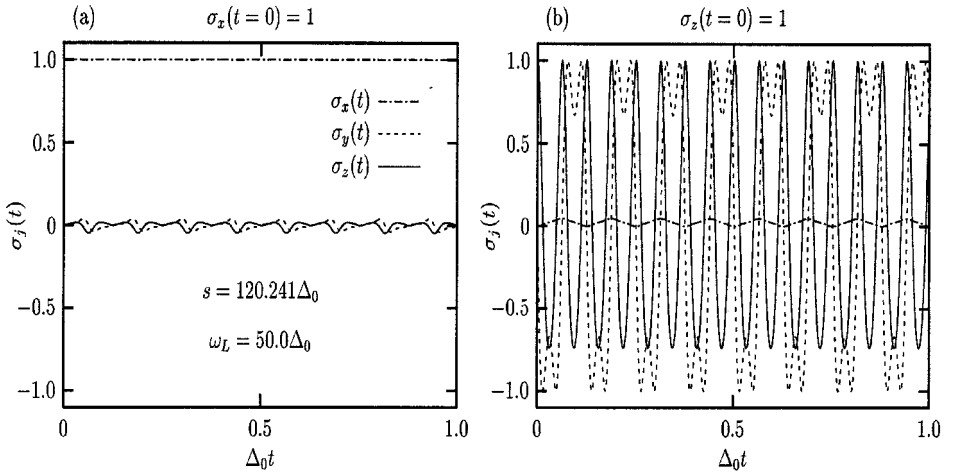 (a) σ_x(t=0) = 1
1.0
0.5
0
−0.5
−1.0
σ_j(t)
σ_x(t)
σ_y(t)
σ_z(t)
s = 120.241Δ_0
ω_L = 50.0Δ_0
0 0.5 1.0
Δ_0t
(b) σ_z(t=0) = 1
1.0
0.5
0
−0.5
−1.0
σ_j(t)
0 0.5 1.0
Δ_0t